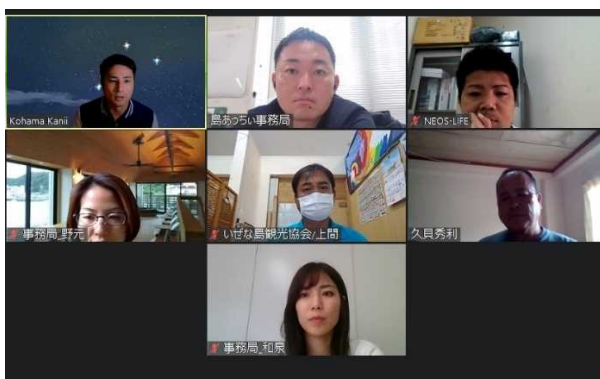 Kohama Kanii
島あっちぃ事務局
NEOS-LIFE
事務局_野元
いぜな島観光協会/上間
久貝秀利
事務局_和泉